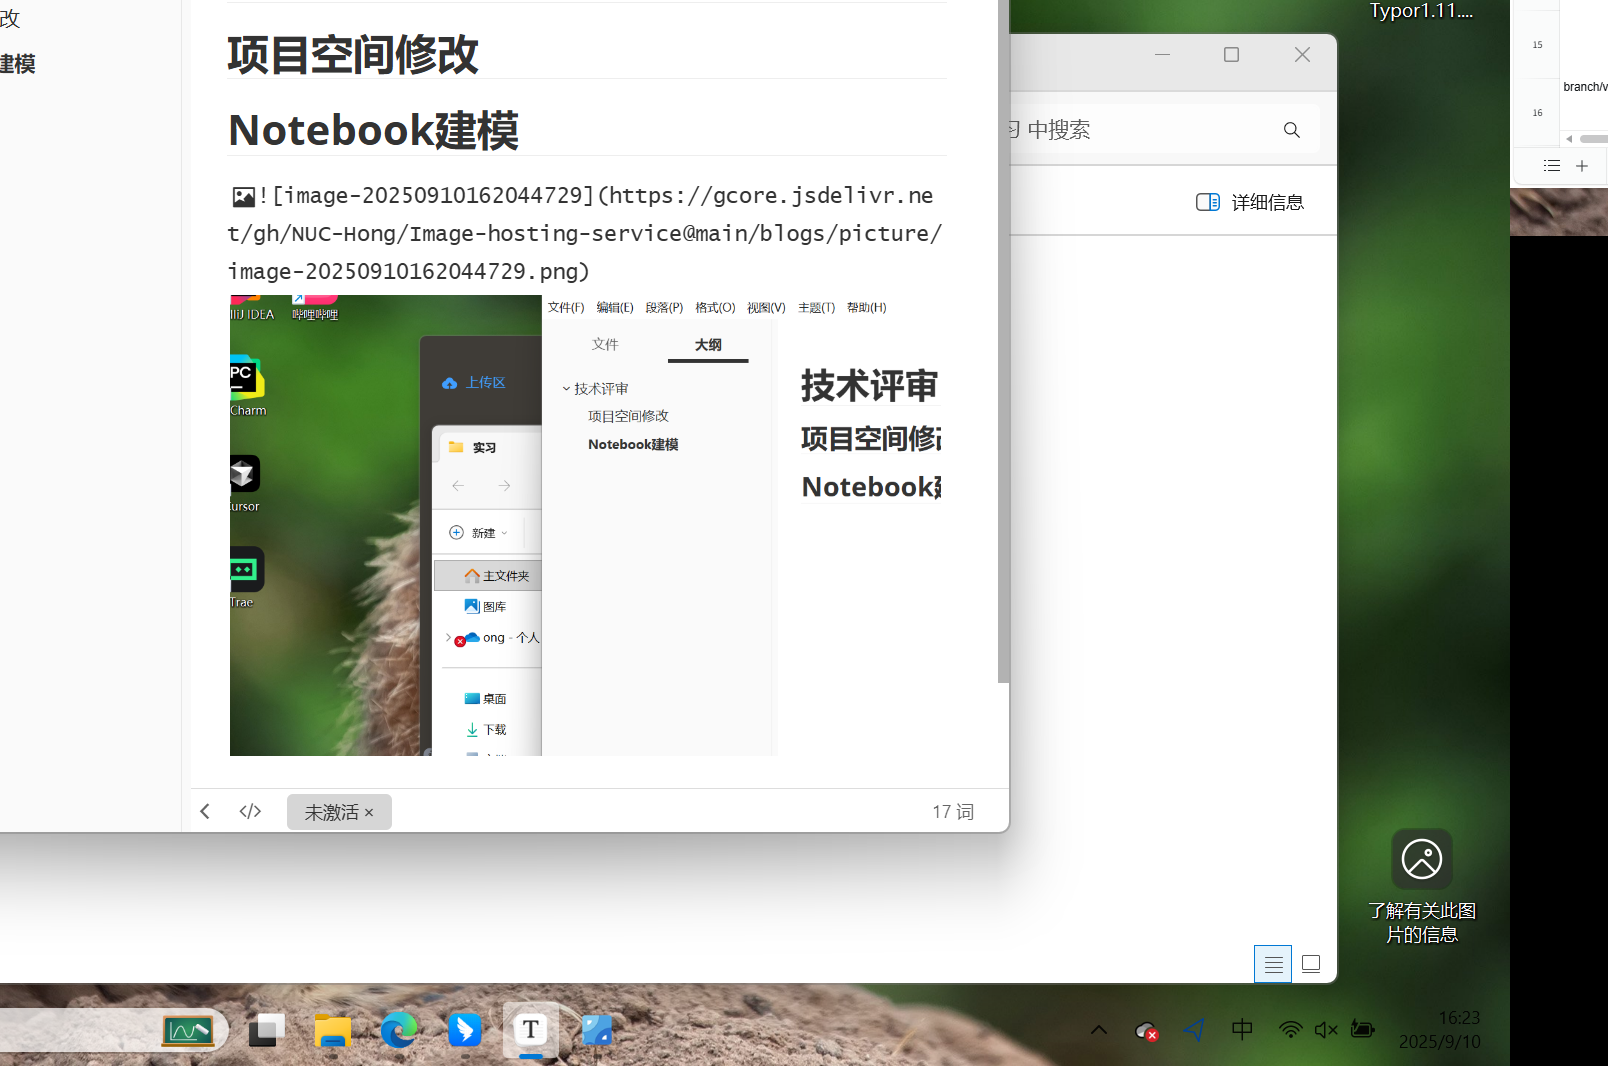 改
建模
项目空间修改
Notebook建模
![image-20250910162044729](https://gcore.jsdelivr.ne
t/gh/NUC-Hong/Image-hosting-service@main/blogs/picture/
image-20250910162044729.png)
IliJ IDEA
哔哩哔哩
PC
Charm
ursor
Trae
上传区
实习
新建
主文件夹
图库
ong - 个人
桌面
下载
文件(F) 编辑(E) 段落(P) 格式(O) 视图(V) 主题(T) 帮助(H)
文件 大纲
技术评审
项目空间修改
Notebook建模
技术评审
项目空间修
Notebook
未激活 ×
17 词
习 中搜索
详细信息
Typor1.11....
15
branch/v
16
了解有关此图
片的信息
T
中
16:23
2025/9/10